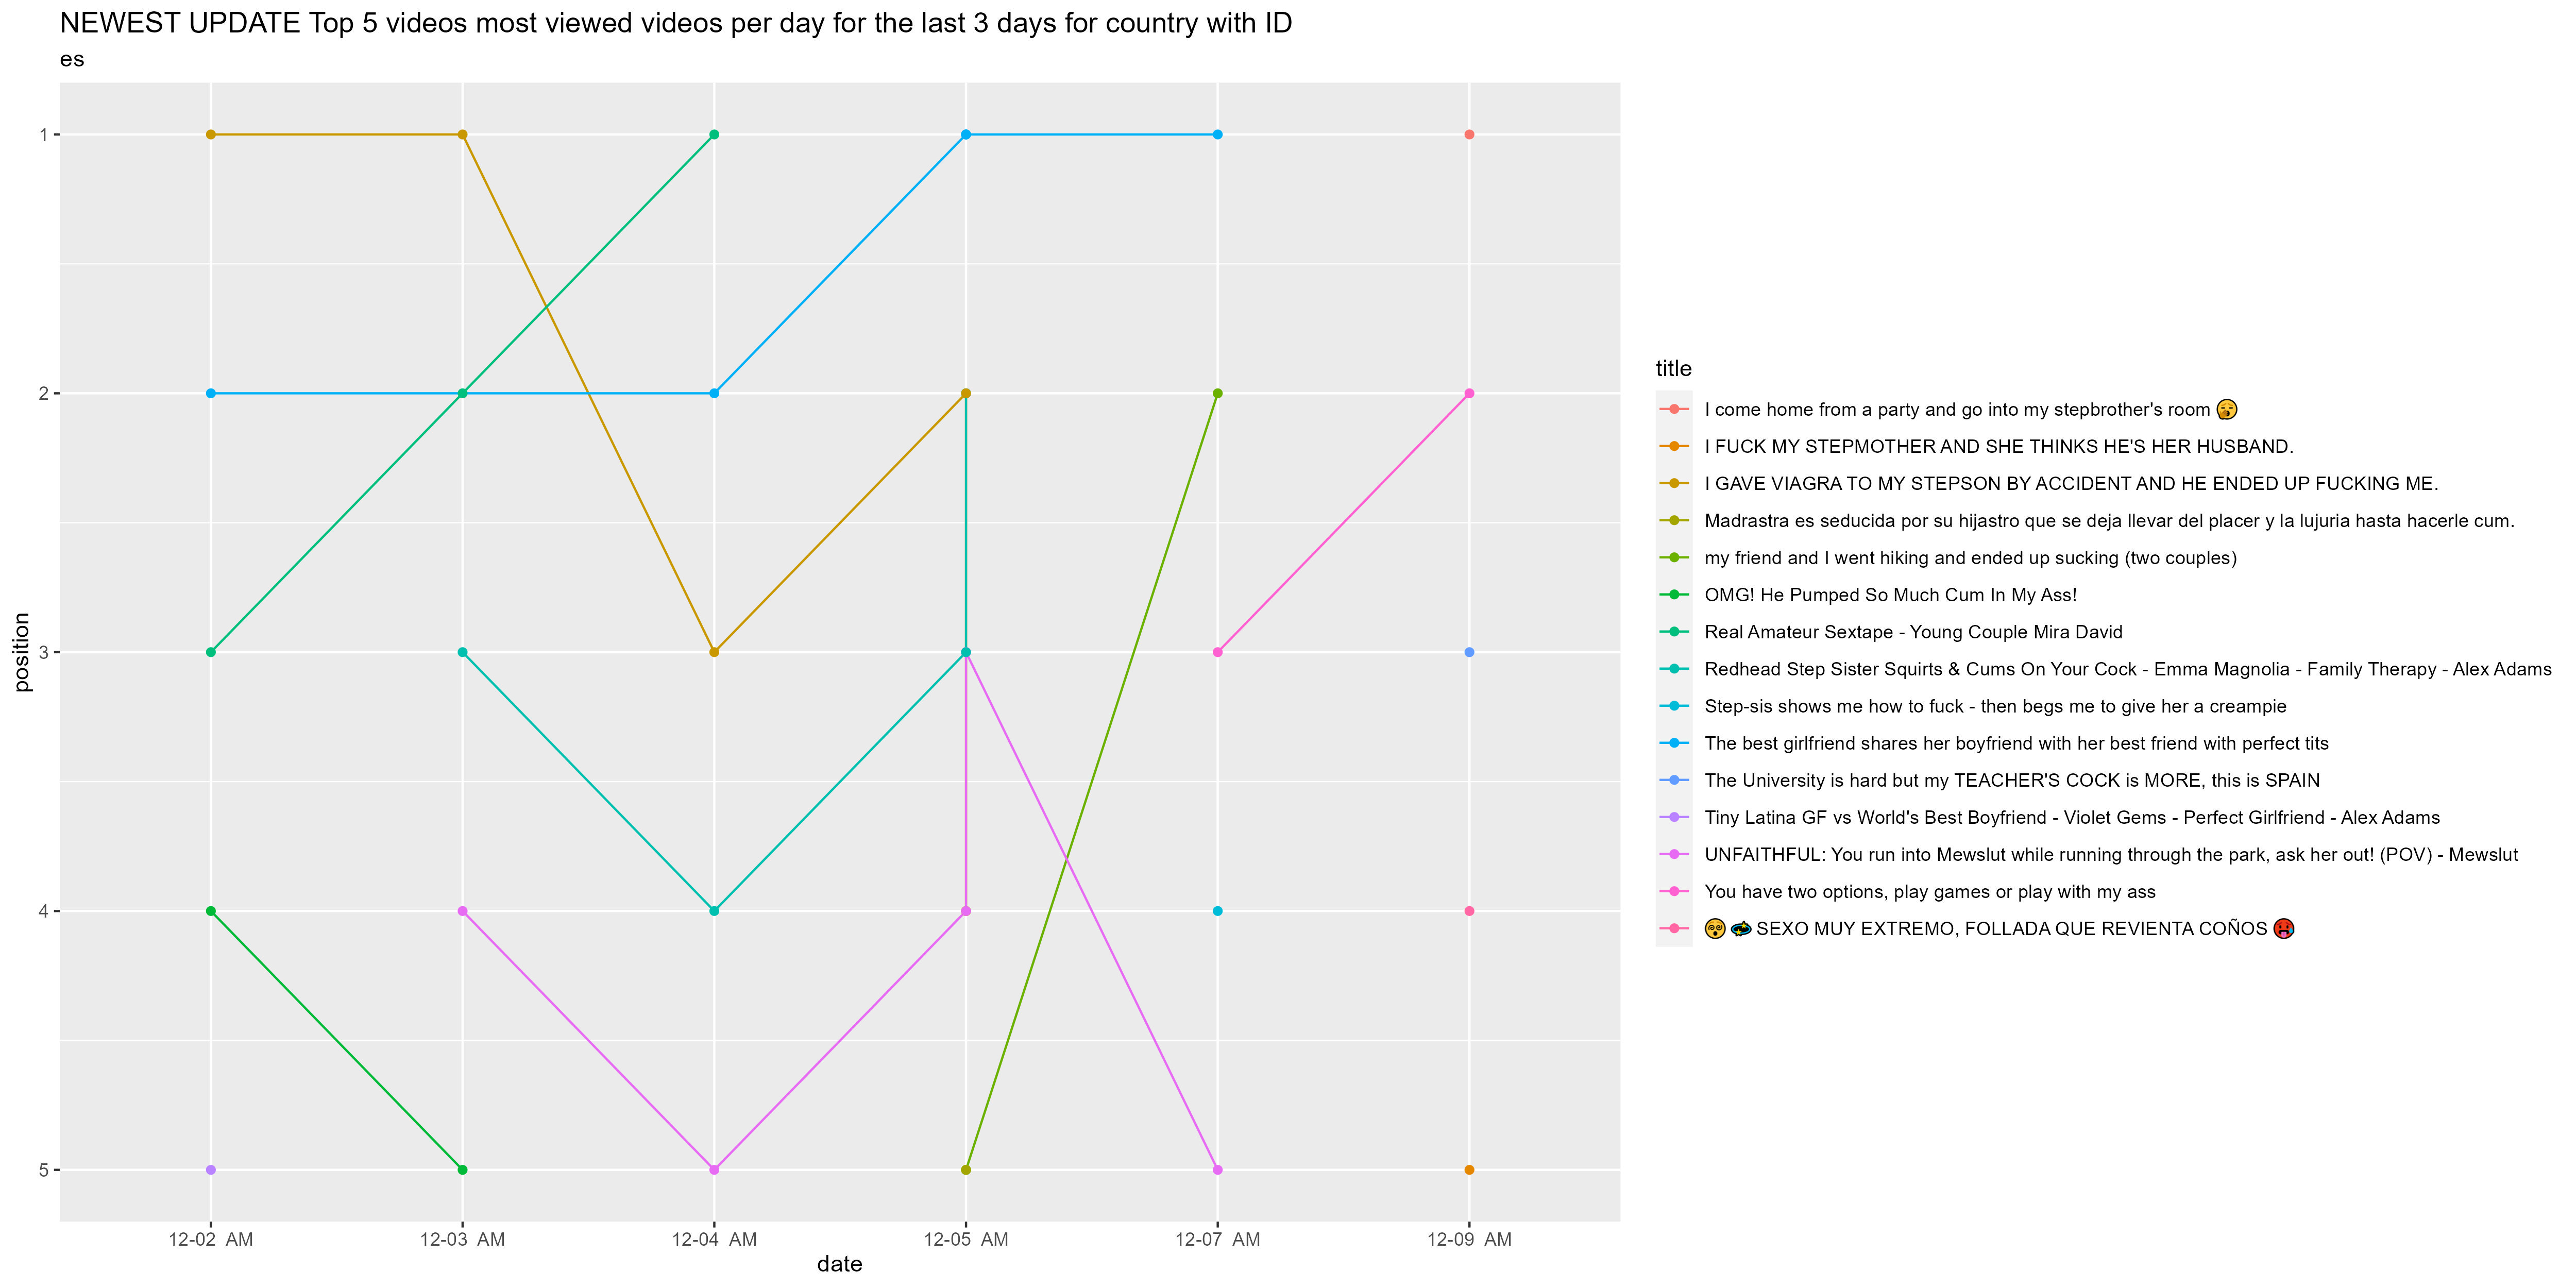 NEWEST UPDATE Top 5 videos most viewed videos per day for the last 3 days for country with ID
es
position
1
2
3
4
5
12-02 AM
12-03 AM
12-04 AM
12-05 AM
12-07 AM
12-09 AM
date
title
I come home from a party and go into my stepbrother's room 🥱
I FUCK MY STEPMOTHER AND SHE THINKS HE'S HER HUSBAND.
I GAVE VIAGRA TO MY STEPSON BY ACCIDENT AND HE ENDED UP FUCKING ME.
Madrastra es seducida por su hijastro que se deja llevar del placer y la lujuria hasta hacerle cum.
my friend and I went hiking and ended up sucking (two couples)
OMG! He Pumped So Much Cum In My Ass!
Real Amateur Sextape - Young Couple Mira David
Redhead Step Sister Squirts & Cums On Your Cock - Emma Magnolia - Family Therapy - Alex Adams
Step-sis shows me how to fuck - then begs me to give her a creampie
The best girlfriend shares her boyfriend with her best friend with perfect tits
The University is hard but my TEACHER'S COCK is MORE, this is SPAIN
Tiny Latina GF vs World's Best Boyfriend - Violet Gems - Perfect Girlfriend - Alex Adams
UNFAITHFUL: You run into Mewslut while running through the park, ask her out! (POV) - Mewslut
You have two options, play games or play with my ass
😵‍💫 SEXO MUY EXTREMO, FOLLADA QUE REVIENTA COÑOS 🥵